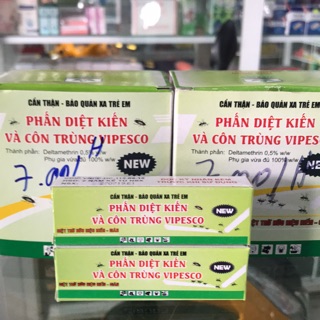 CẨN THẬN - BẢO QUẢN XA TRẺ EM
PHẤN DIỆT KIẾN
VÀ CÔN TRÙNG VIPESCO
Thành phần: Deltamethrin 0,5%
Phụ gia vừa đủ 100% w/w
NEW
CẨN THẬN - BẢO QUẢN XA TRẺ EM
PHẤN DIỆT KIẾN
VÀ CÔN TRÙNG VIPESCO
Thành phần: Deltamethrin 0,5% w/w
Phụ gia vừa đủ 100% w/w
NEW
CẨN THẬN - BẢO QUẢN XA TRẺ EM
PHẤN DIỆT KIẾN
VÀ CÔN TRÙNG VIPESCO
NEW
CẨN THẬN - BẢO QUẢN XA TRẺ EM
PHẤN DIỆT KIẾN
VÀ CÔN TRÙNG VIPESCO
NEW